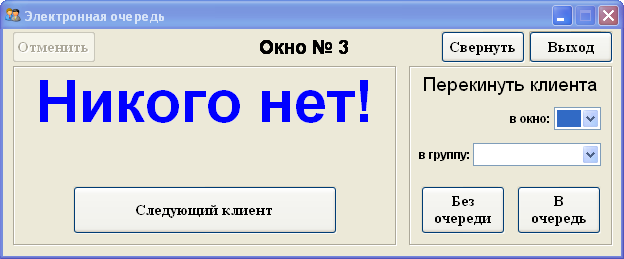 Электронная очередь
Отменить
Окно № 3
Свернуть
Выход
Никого нет!
Следующий клиент
Перекинуть клиента
в окно:
в группу:
Без
очереди
В
очередь